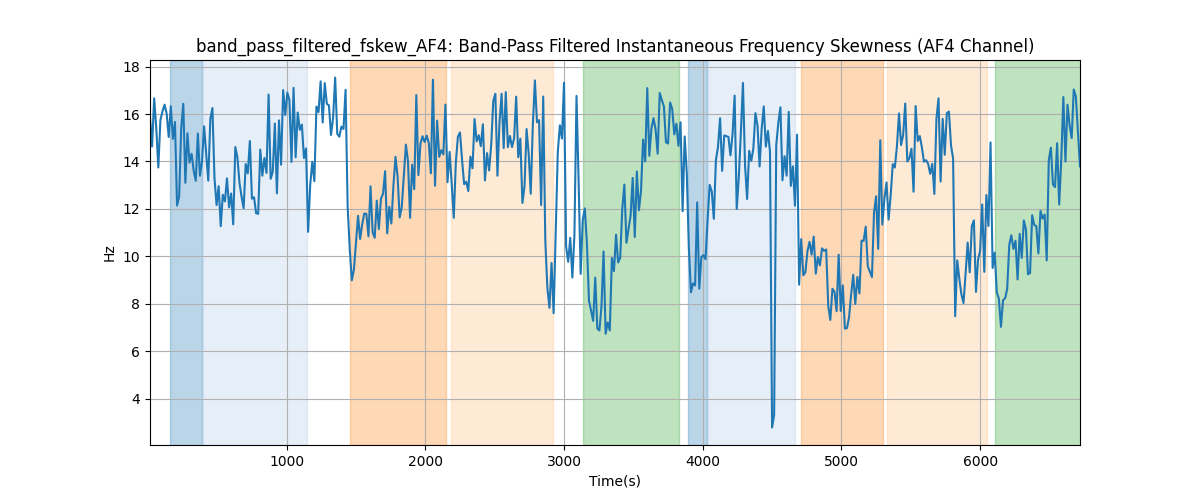 band_pass_filtered_fskew_AF4: Band-Pass Filtered Instantaneous Frequency Skewness (AF4 Channel)
18
16
14
12
10
8
6
4
Hz
1000 2000 3000 4000 5000 6000
Time(s)